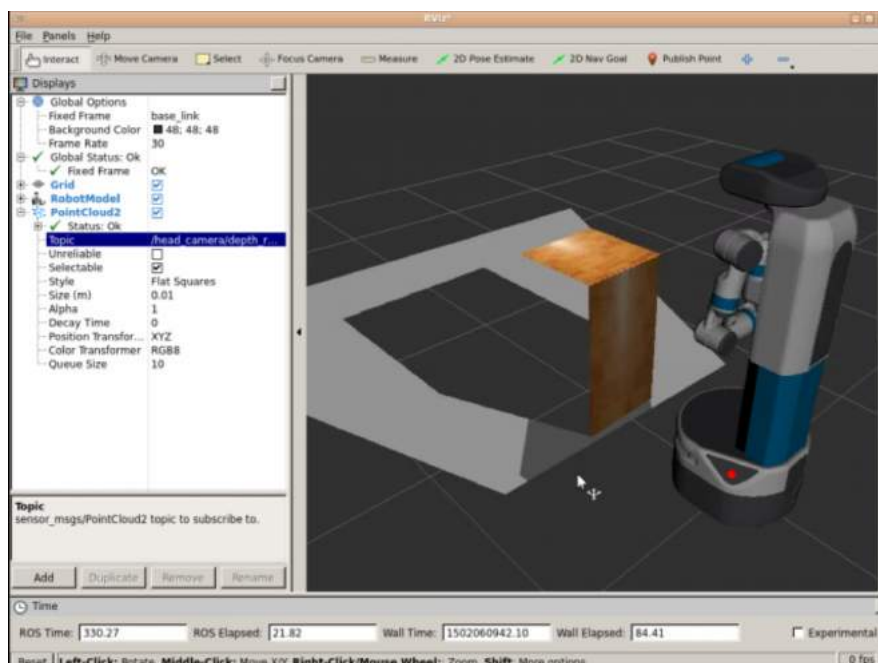 RViz*
File Panels Help
Interact Move Camera Select Focus Camera Measure 2D Pose Estimate 2D Nav Goal Publish Point
Displays
Global Options
Fixed Frame base_link
Background Color 48; 48; 48
Frame Rate 30
Global Status: Ok
Fixed Frame OK
Grid
RobotModel
PointCloud2
Status: Ok
Topic /head_camera/depth_r...
Unreliable
Selectable
Style Flat Squares
Size (m) 0.01
Alpha 1
Decay Time 0
Position Transfor... XYZ
Color Transformer RGB8
Queue Size 10
Topic
sensor_msgs/PointCloud2 topic to subscribe to.
Add Duplicate Remove Rename
Time
ROS Time: 330.27 ROS Elapsed: 21.82 Wall Time: 1502060942.10 Wall Elapsed: 84.41 Experimental
Reset Left-Click: Rotate. Middle-Click: Move X/Y. Right-Click/Mouse Wheel:: Zoom. Shift: More options. 0 fps